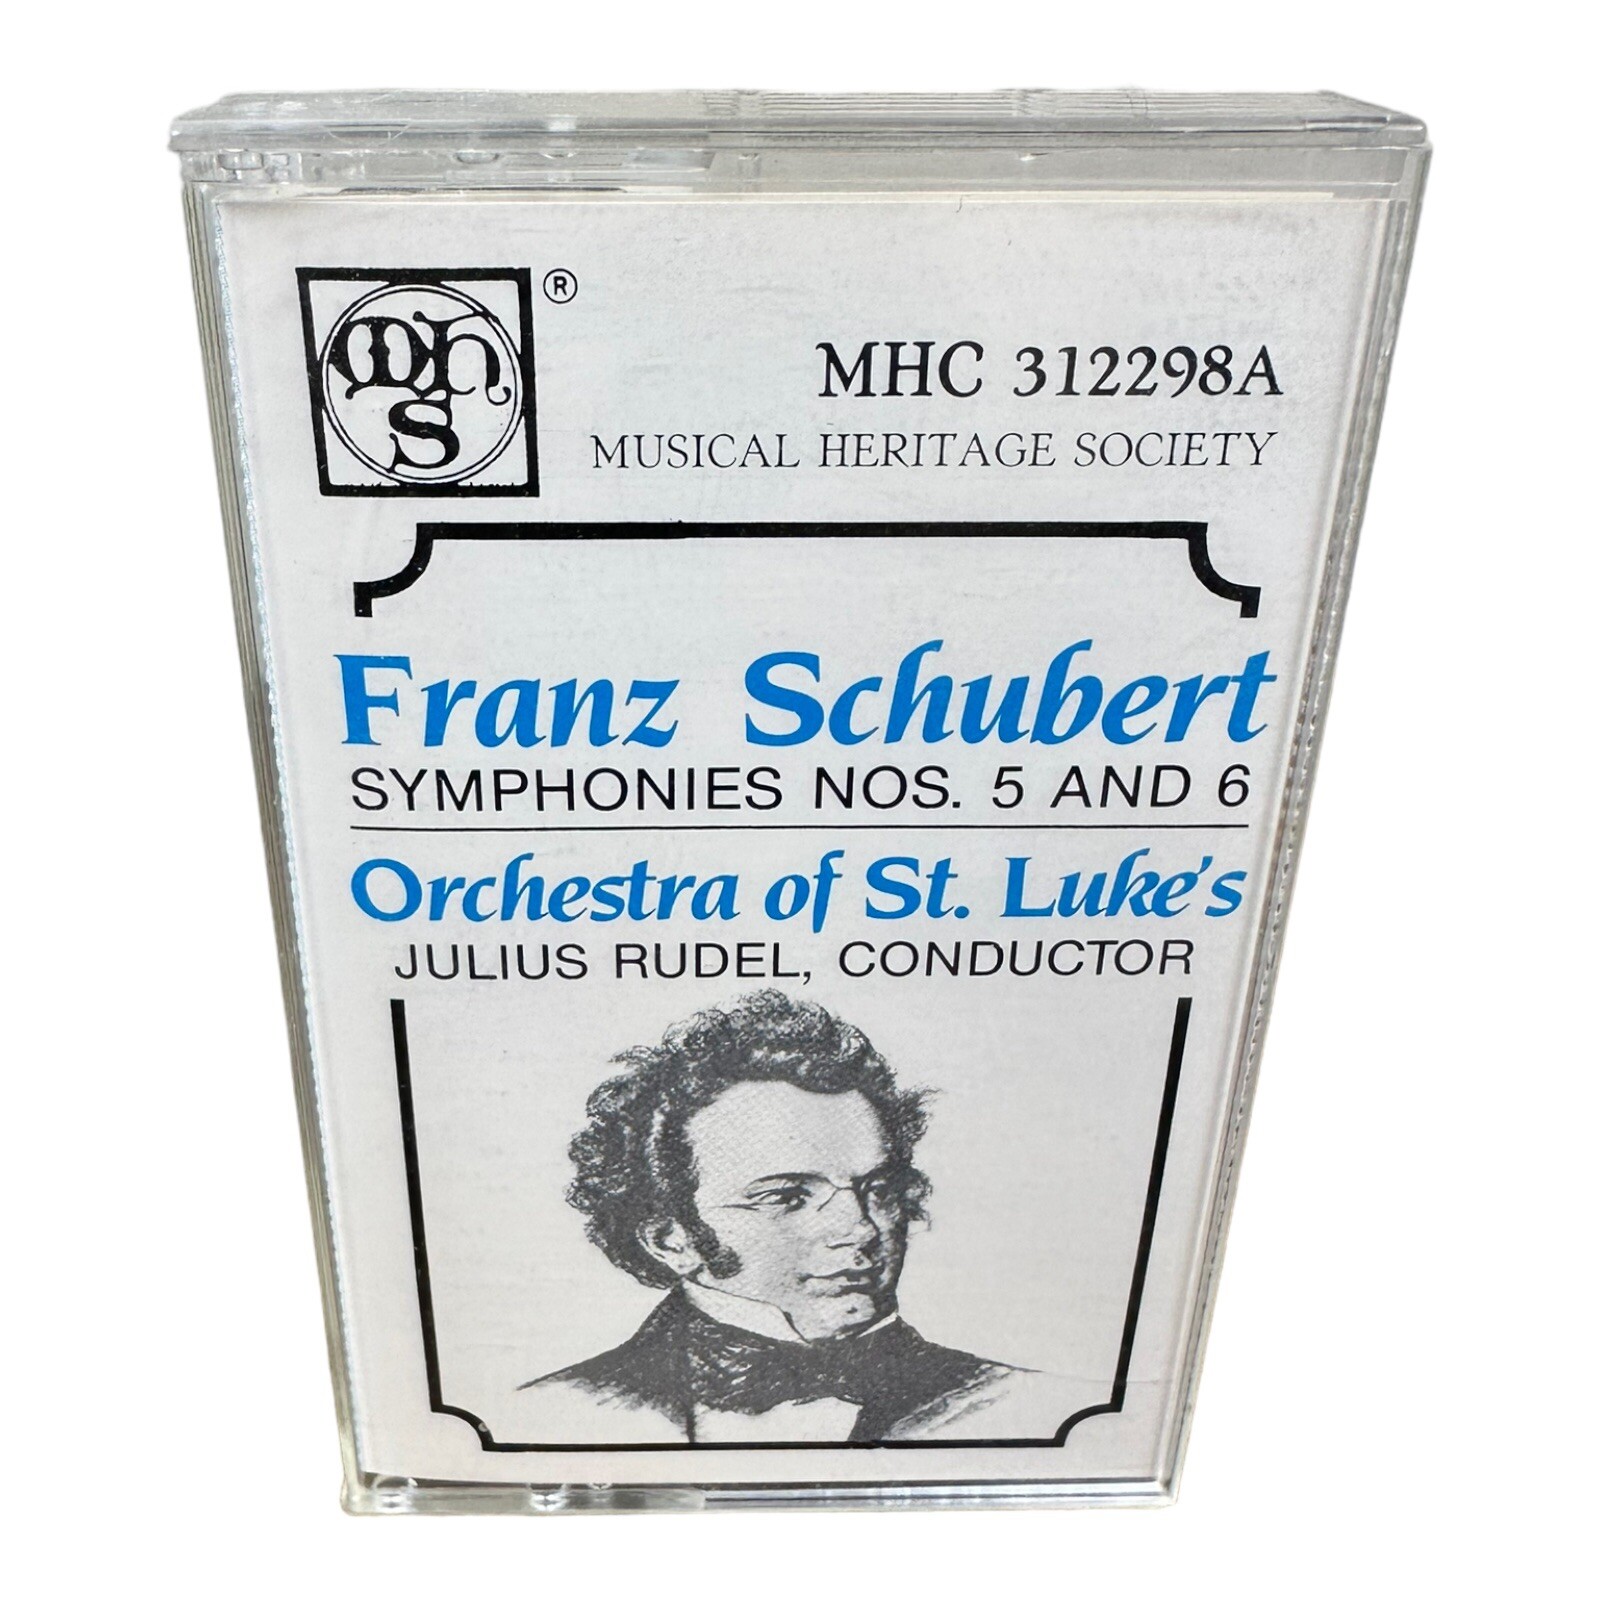 mhs ®
MHC 312298A
MUSICAL HERITAGE SOCIETY
Franz Schubert
SYMPHONIES NOS. 5 AND 6
Orchestra of St. Luke's
JULIUS RUDEL, CONDUCTOR